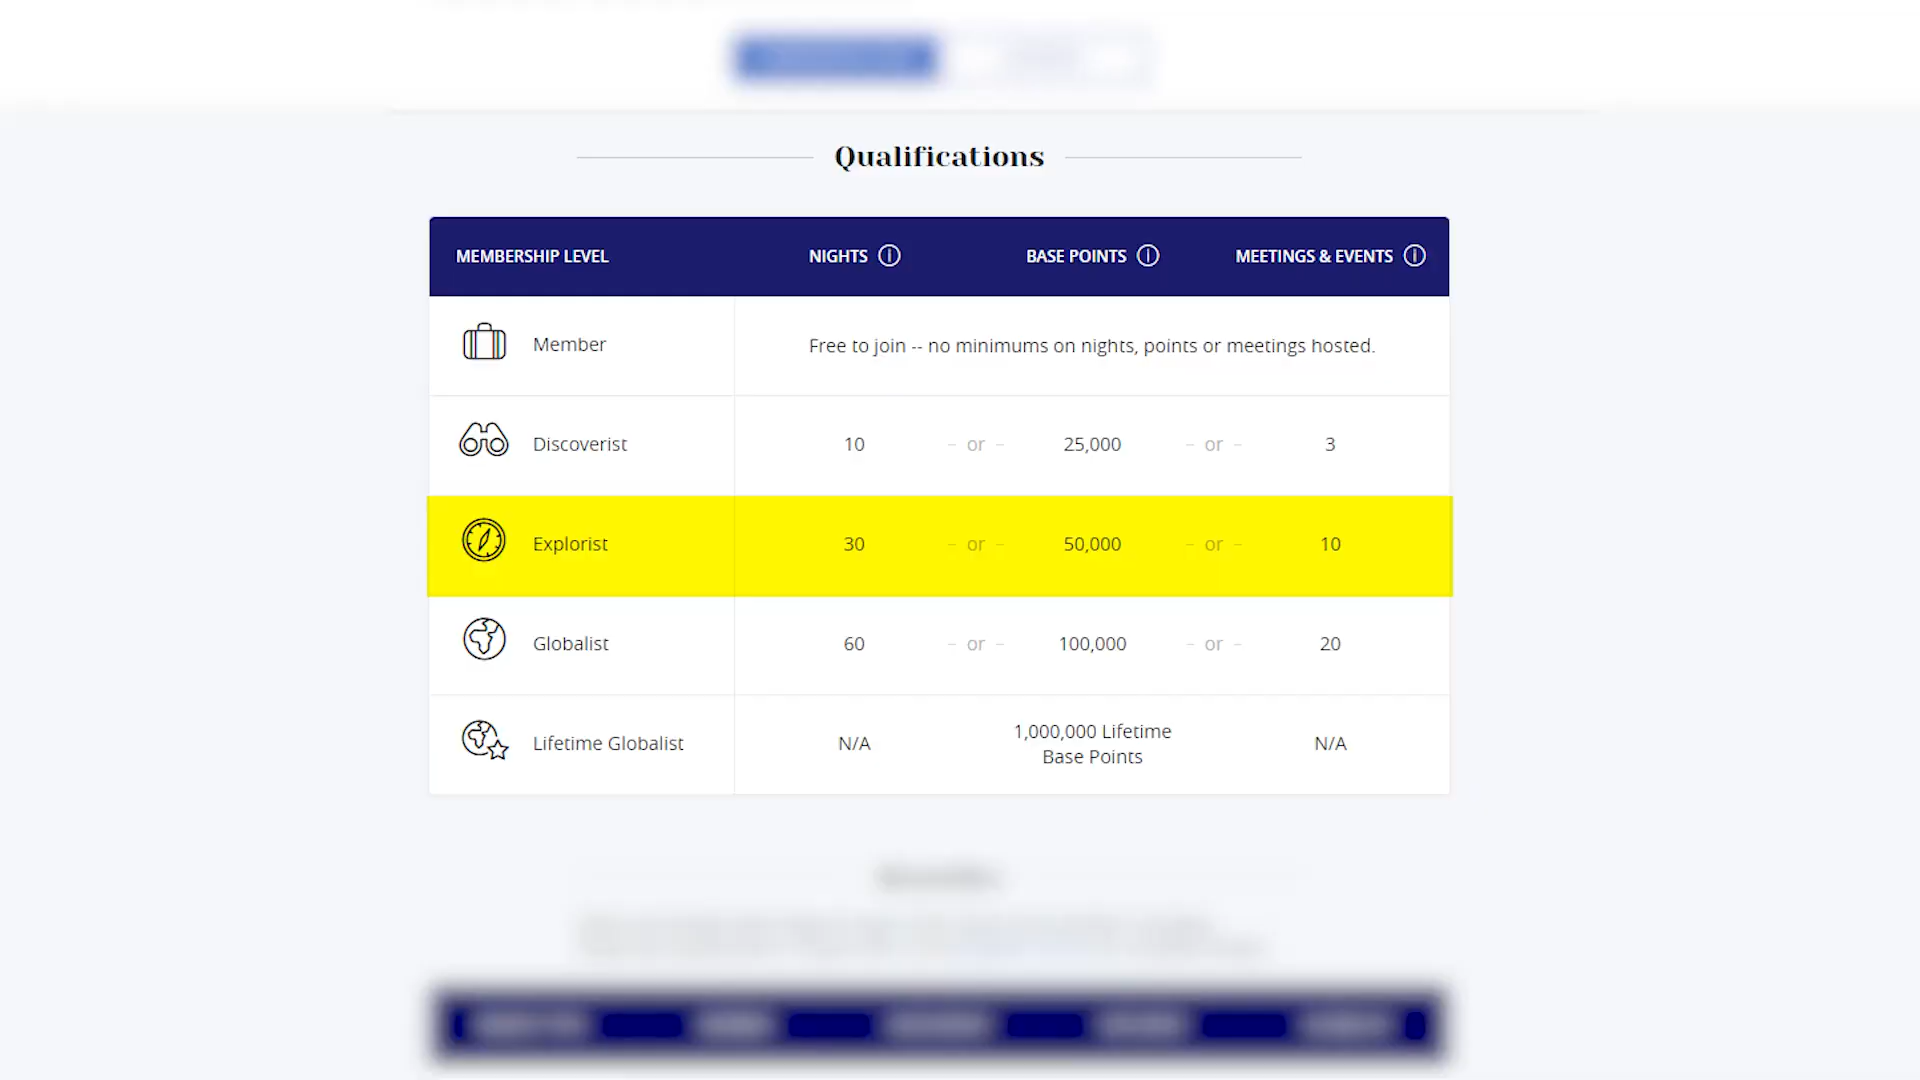 Qualifications
MEMBERSHIP LEVEL NIGHTS BASE POINTS MEETINGS & EVENTS
Member Free to join -- no minimums on nights, points or meetings hosted.
Discoverist 10 - or - 25,000 - or - 3
Explorist 30 - or - 50,000 - or - 10
Globalist 60 - or - 100,000 - or - 20
Lifetime Globalist N/A 1,000,000 Lifetime Base Points N/A